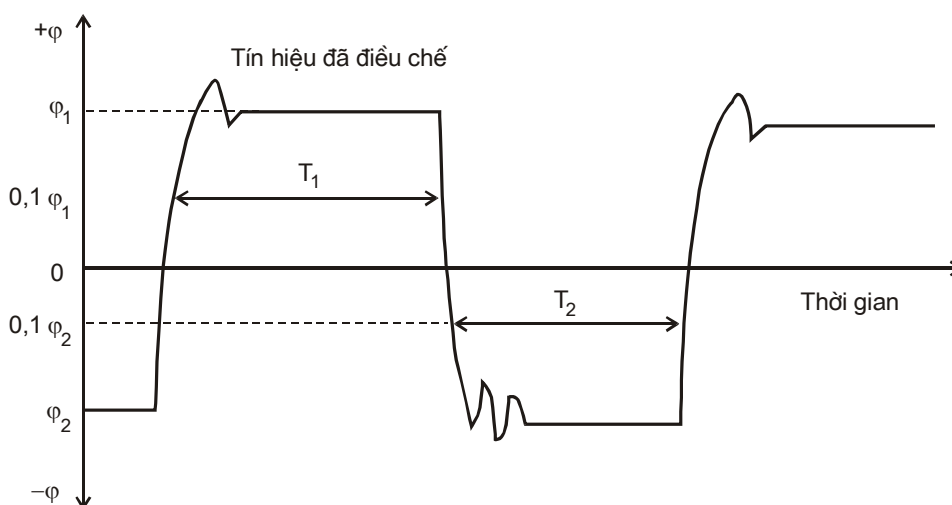 +φ
Tín hiệu đã điều chế
φ1
T1
0,1 φ1
0
T2
Thời gian
0,1 φ2
φ2
−φ